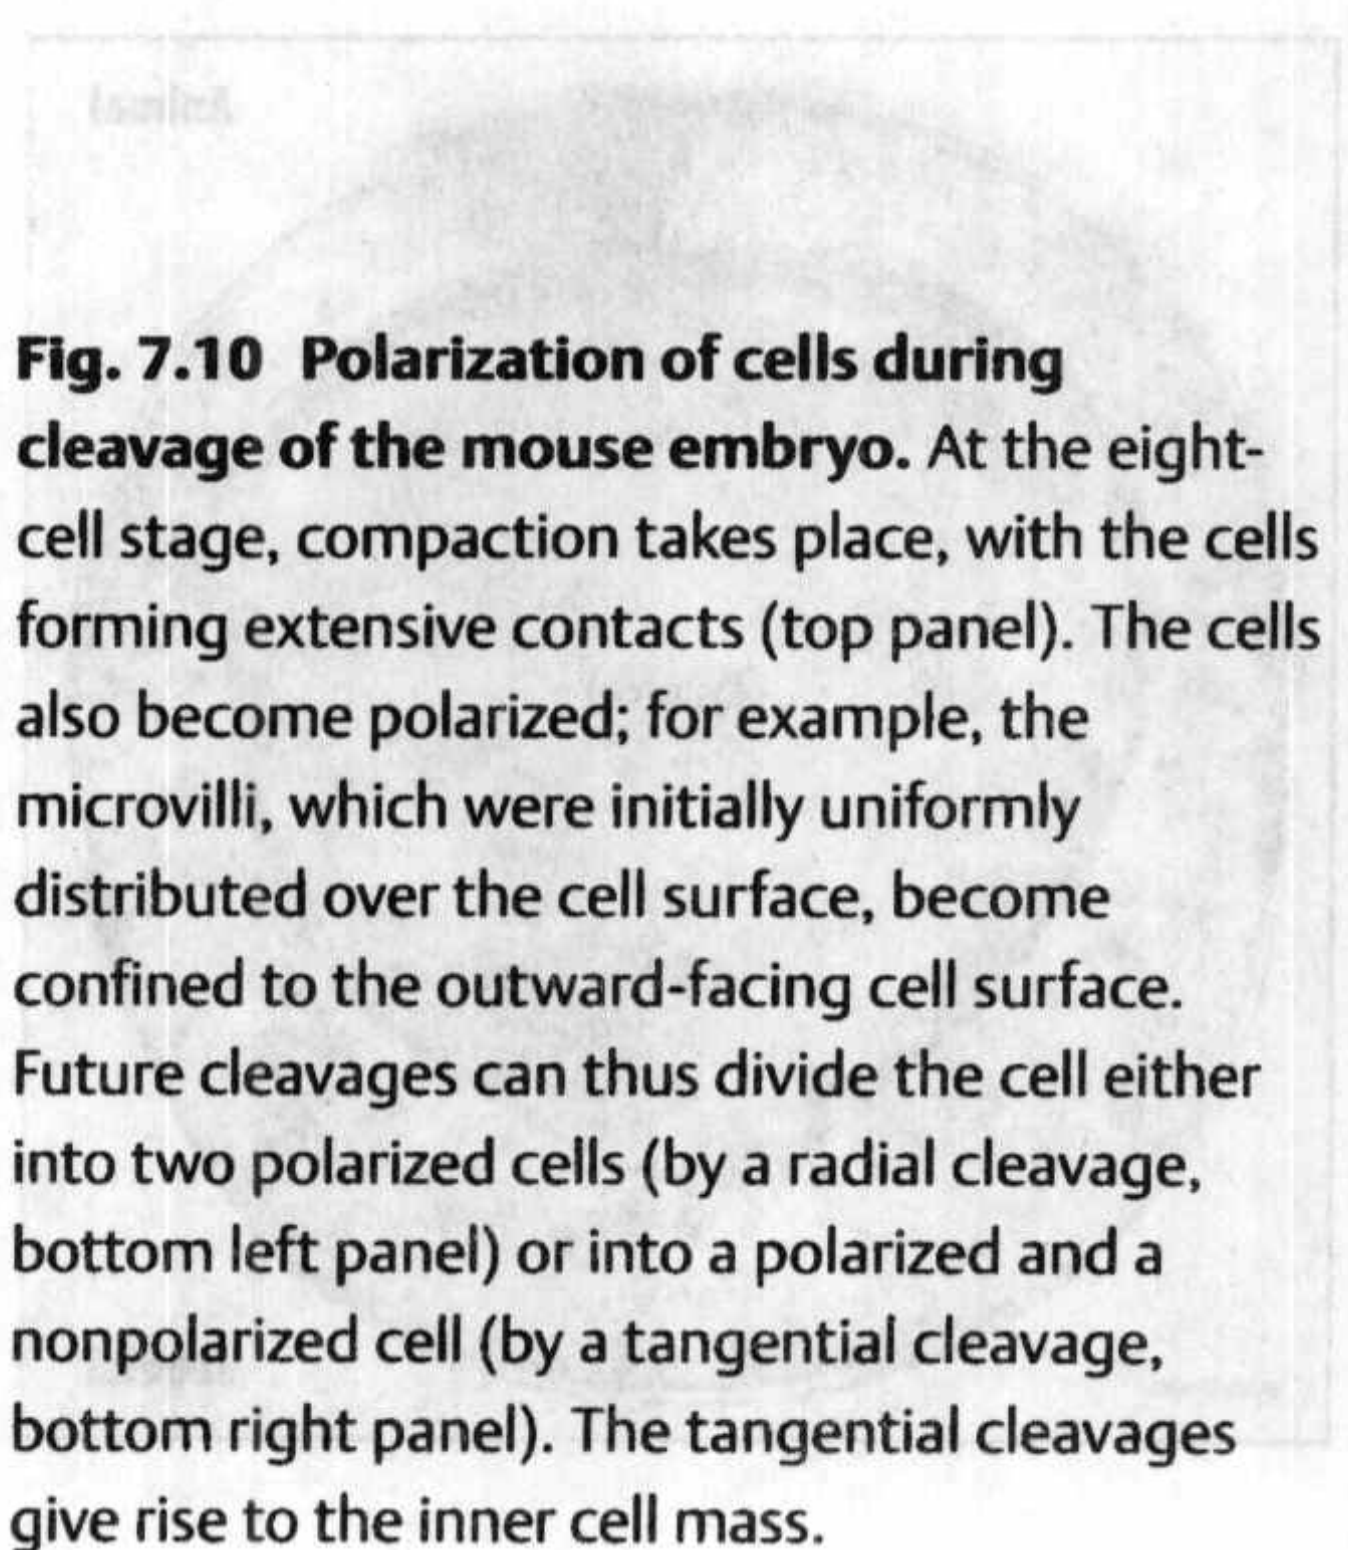 Fig. 7.10 Polarization of cells during
cleavage of the mouse embryo. At the eight-
cell stage, compaction takes place, with the cells
forming extensive contacts (top panel). The cells
also become polarized; for example, the
microvilli, which were initially uniformly
distributed over the cell surface, become
confined to the outward-facing cell surface.
Future cleavages can thus divide the cell either
into two polarized cells (by a radial cleavage,
bottom left panel) or into a polarized and a
nonpolarized cell (by a tangential cleavage,
bottom right panel). The tangential cleavages
give rise to the inner cell mass.